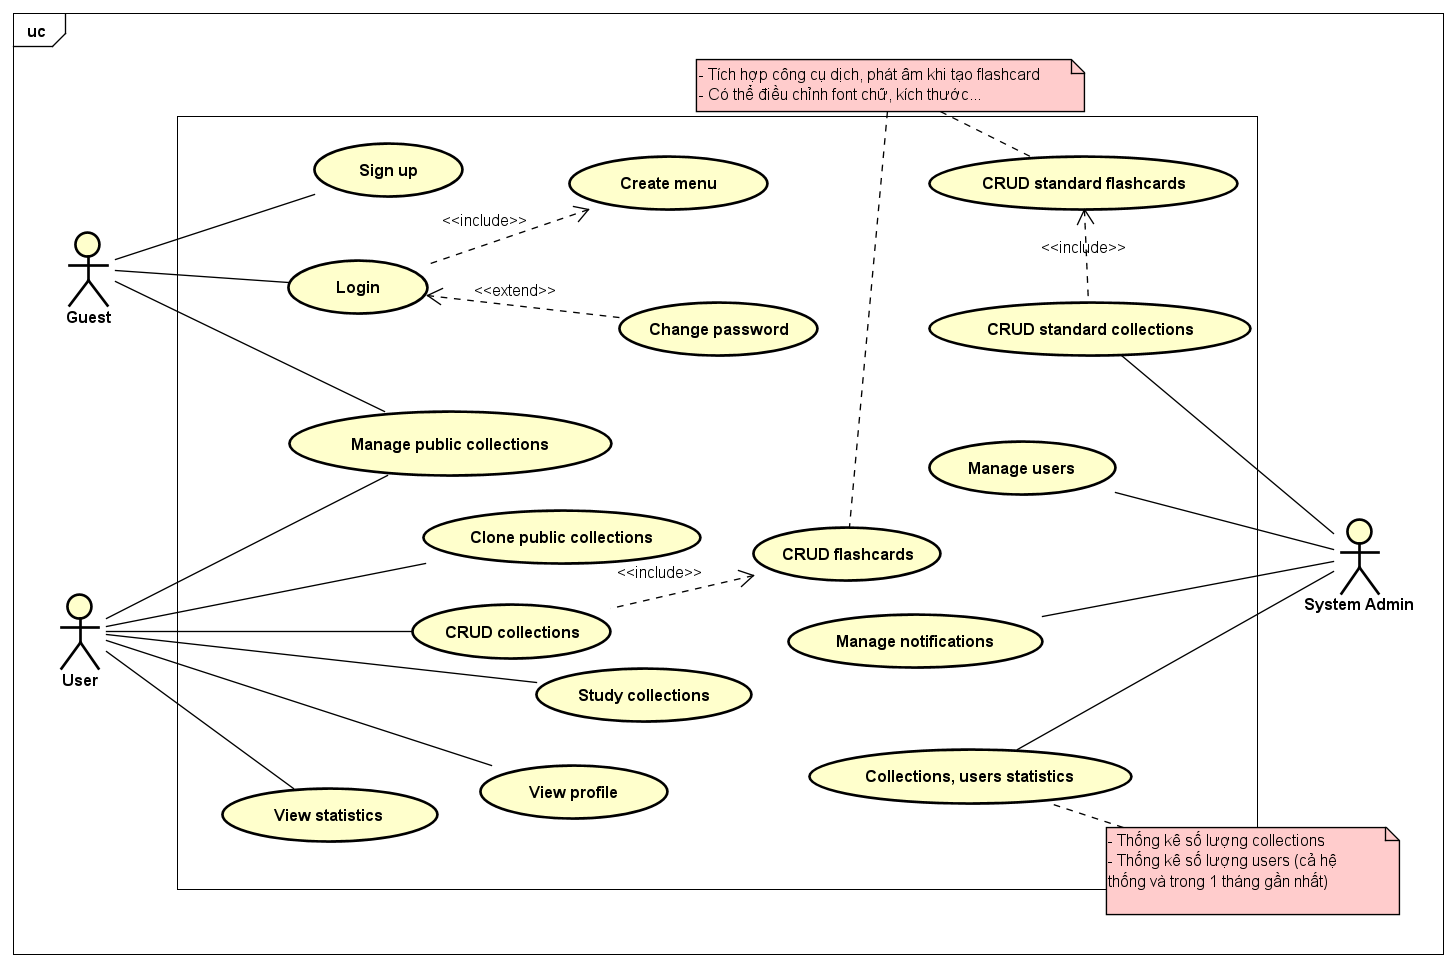 uc
- Tích hợp công cụ dịch, phát âm khi tạo flashcard
- Có thể điều chỉnh font chữ, kích thước...
Sign up
Create menu
CRUD standard flashcards
<<include>>
<<include>>
Guest
Login
<<extend>>
Change password
CRUD standard collections
Manage public collections
Manage users
Clone public collections
CRUD flashcards
<<include>>
System Admin
User
CRUD collections
Manage notifications
Study collections
Collections, users statistics
View profile
View statistics
- Thống kê số lượng collections
- Thống kê số lượng users (cả hệ
thống và trong 1 tháng gần nhất)